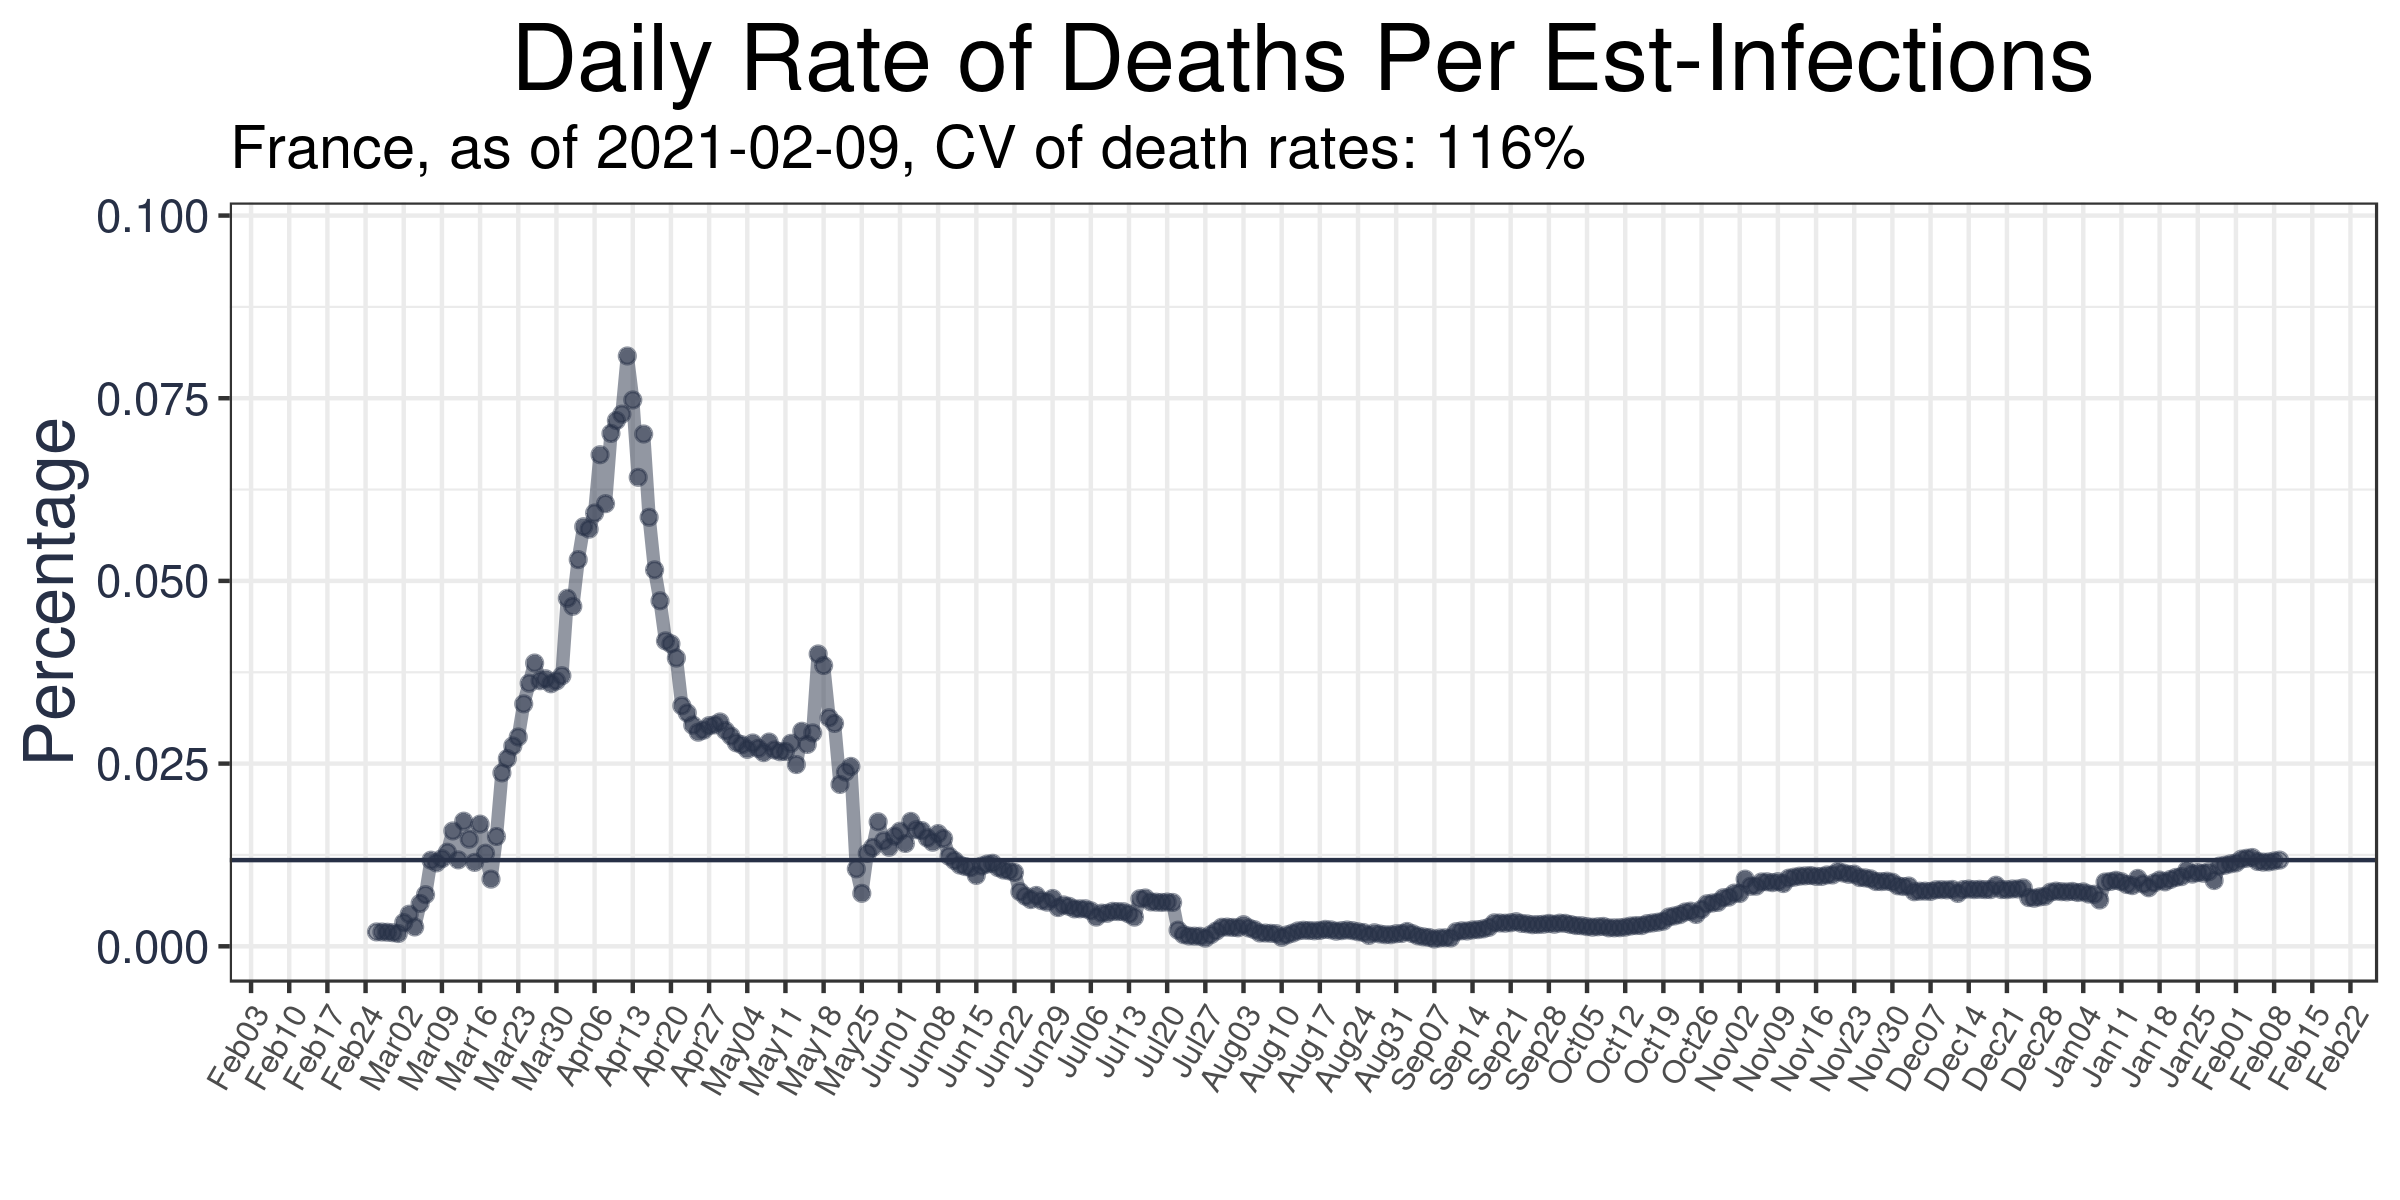 Daily Rate of Deaths Per Est-Infections
France, as of 2021-02-09, CV of death rates: 116%
Percentage
0.100
0.075
0.050
0.025
0.000
Feb03
Feb10
Feb17
Feb24
Mar02
Mar09
Mar16
Mar23
Mar30
Apr06
Apr13
Apr20
Apr27
May04
May11
May18
May25
Jun01
Jun08
Jun15
Jun22
Jun29
Jul06
Jul13
Jul20
Jul27
Aug03
Aug10
Aug17
Aug24
Aug31
Sep07
Sep14
Sep21
Sep28
Oct05
Oct12
Oct19
Oct26
Nov02
Nov09
Nov16
Nov23
Nov30
Dec07
Dec14
Dec21
Dec28
Jan04
Jan11
Jan18
Jan25
Feb01
Feb08
Feb15
Feb22